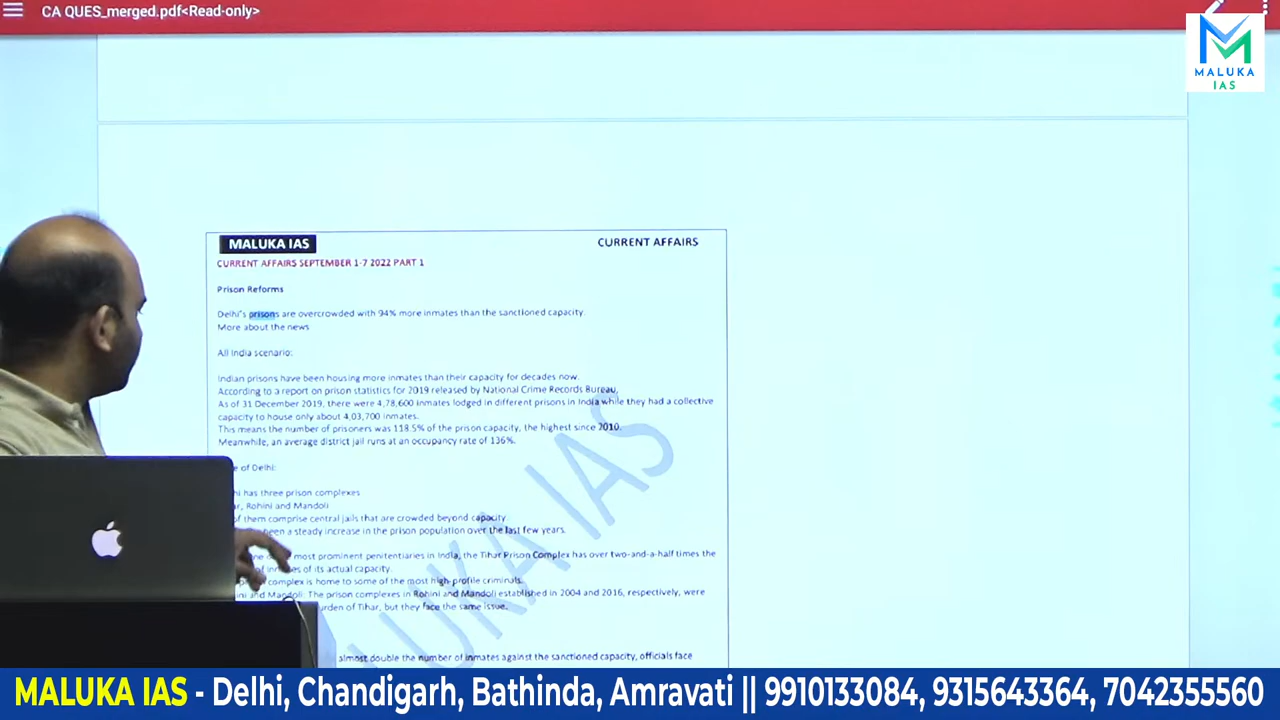 CA QUES_merged.pdf<Read-only>
MALUKA
IAS
MALUKA IAS
CURRENT AFFAIRS
CURRENT AFFAIRS SEPTEMBER 1-7 2022 PART 1
Prison Reforms
Delhi's prisons are overcrowded with 94% more inmates than the sanctioned capacity.
More about the news
All India scenario:
Indian prisons have been housing more inmates than their capacity for decades now.
According to a report on prison statistics for 2019 released by National Crime Records Bureau,
As of 31 December 2019, there were 4,78,600 inmates lodged in different prisons in India while they had a collective
capacity to house only about 4,03,700 inmates.
This means the number of prisoners was 118.5% of the prison capacity, the highest since 2010.
Meanwhile, an average district jail runs at an occupancy rate of 136%.
of Delhi:
has three prison complexes
Rohini and Mandoli
of them comprise central jails that are crowded beyond capacity.
been a steady increase in the prison population over the last few years.
most prominent penitentiaries in India, the Tihar Prison Complex has over two-and-a-half times the
of inmates of its actual capacity.
complex is home to some of the most high-profile criminals.
and Mandoli: The prison complexes in Rohini and Mandoli established in 2004 and 2016, respectively, were
of Tihar, but they face the same issue.
almost double the number of inmates against the sanctioned capacity, officials face
MALUKA IAS - Delhi, Chandigarh, Bathinda, Amravati || 9910133084, 9315643364, 7042355560